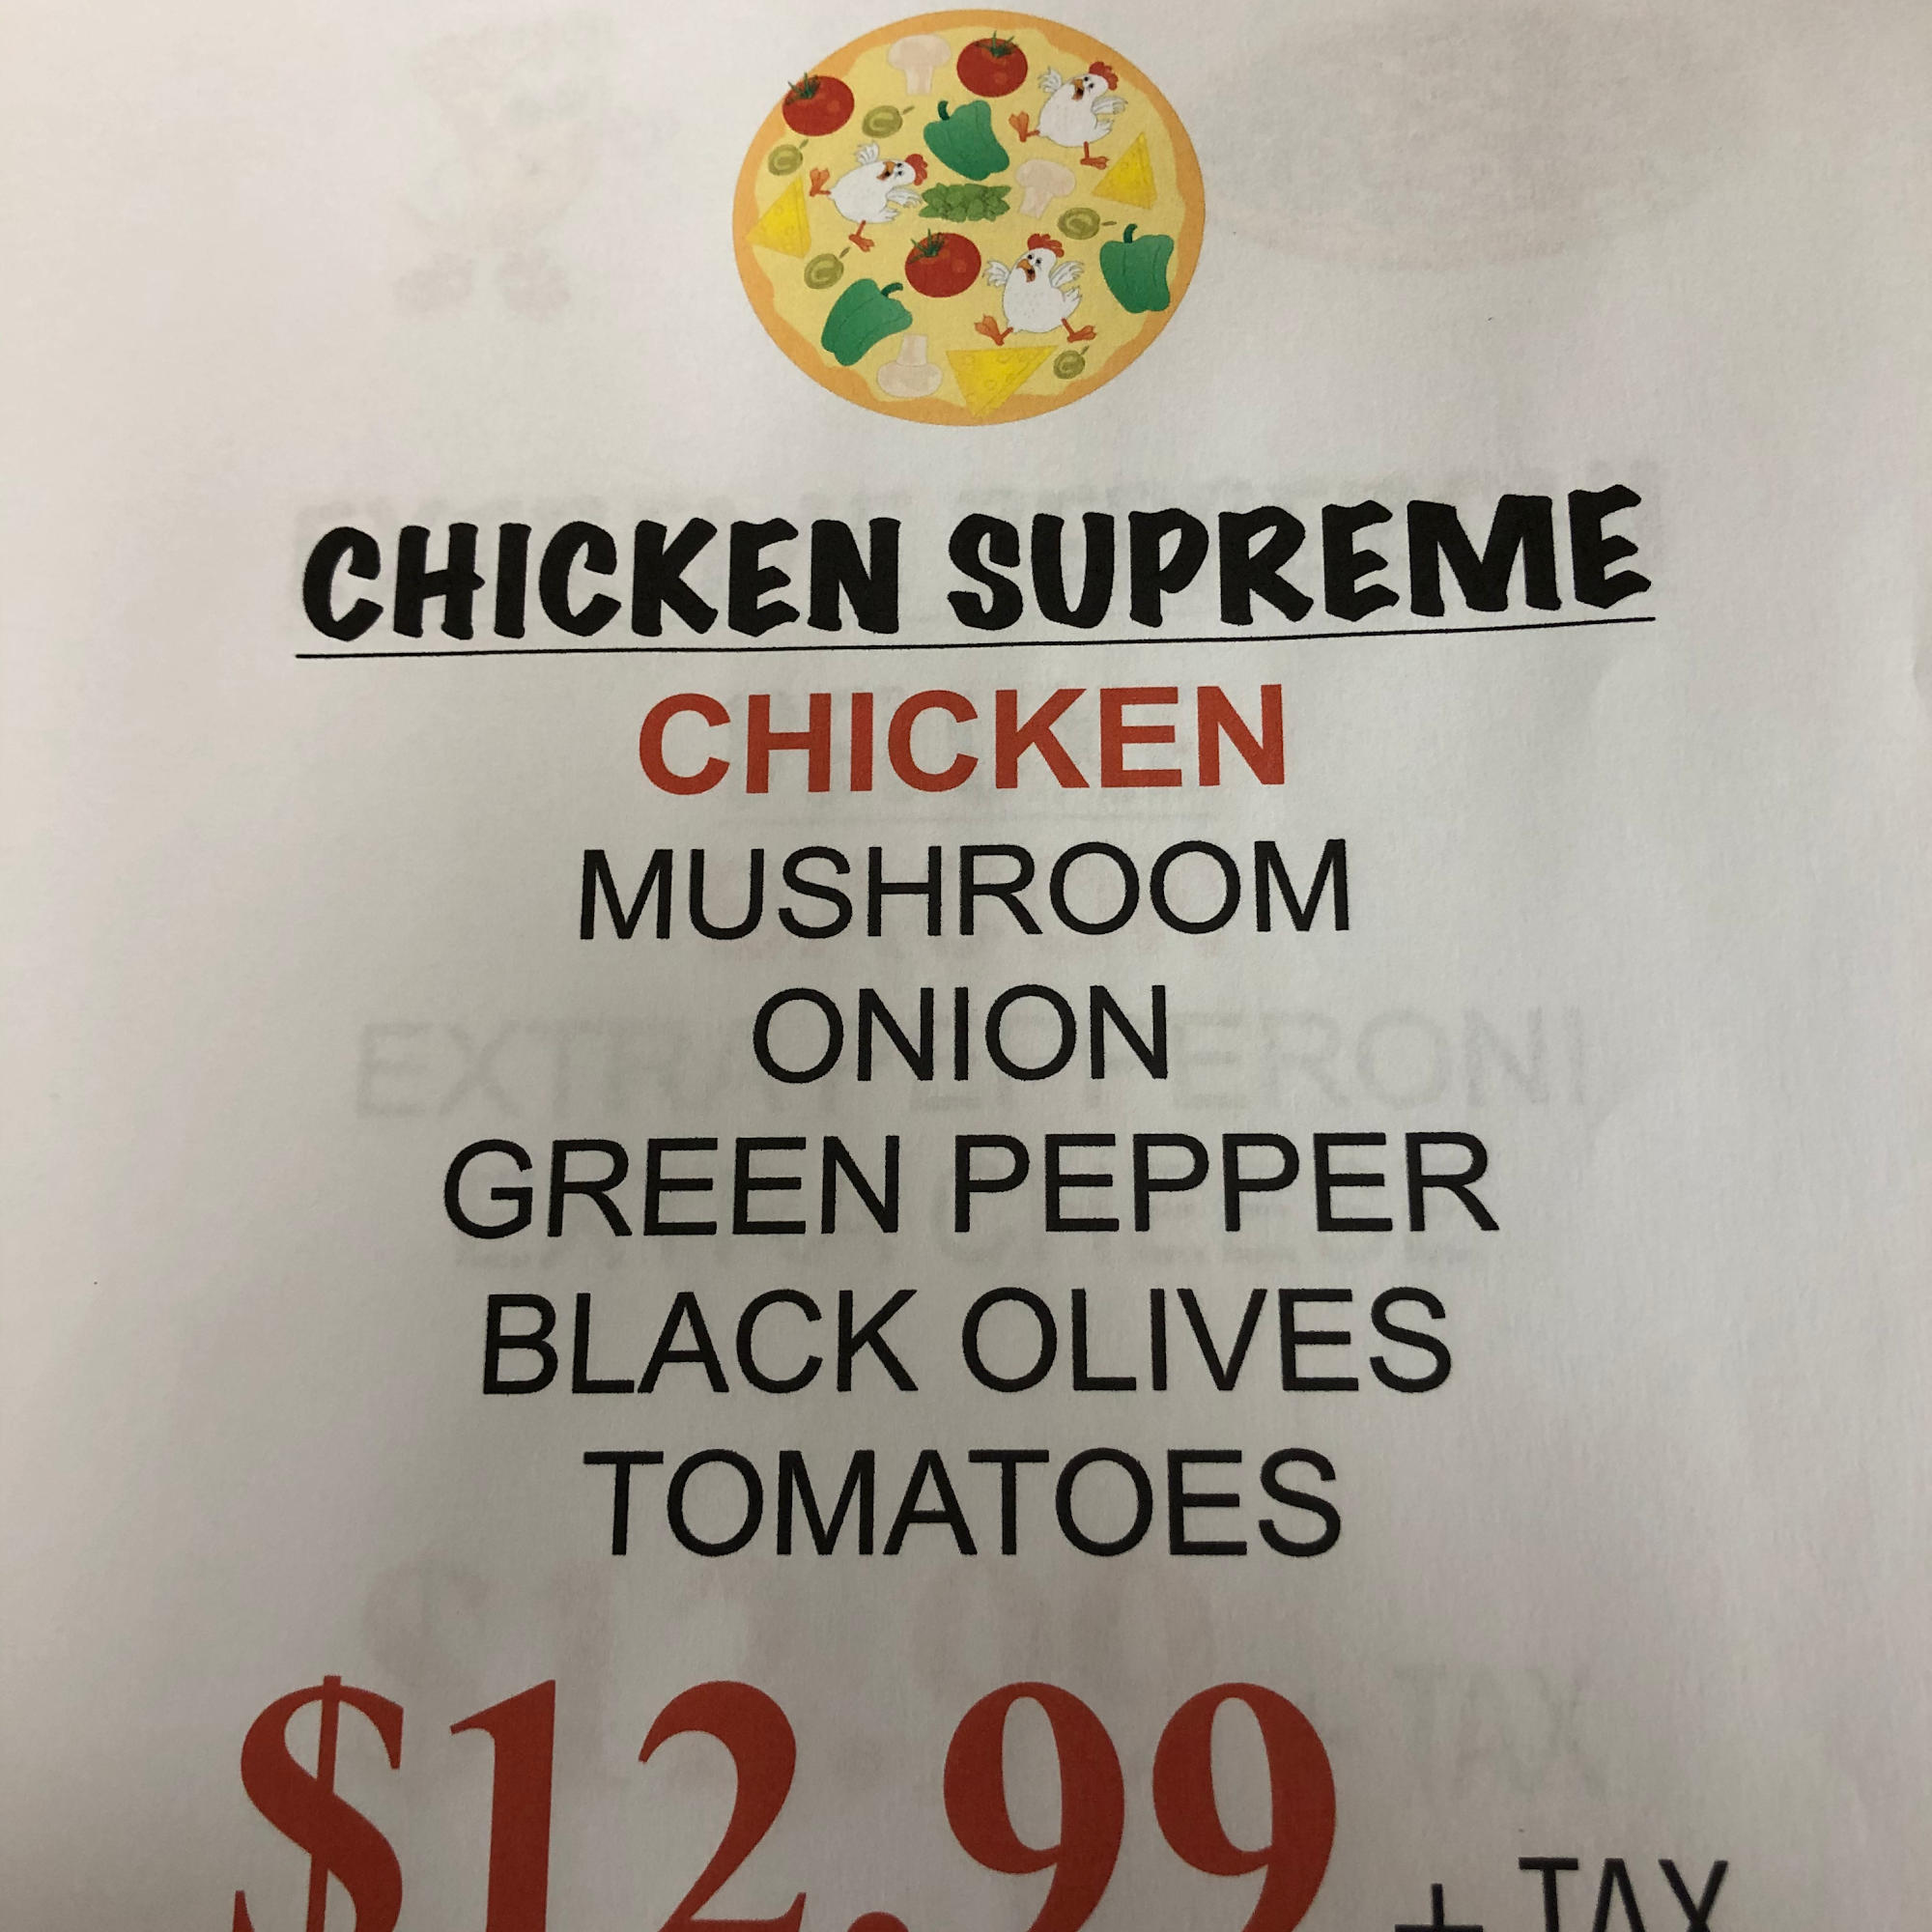 CHICKEN SUPREME
CHICKEN
MUSHROOM
ONION
GREEN PEPPER
BLACK OLIVES
TOMATOES
$12.99 + TAX